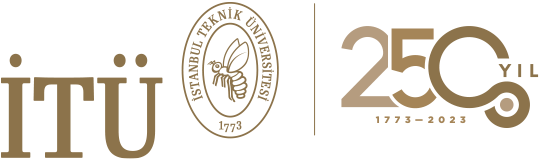 İTÜ
İSTANBUL TEKNİK ÜNİVERSİTESİ
1773
250
YIL
1773—2023